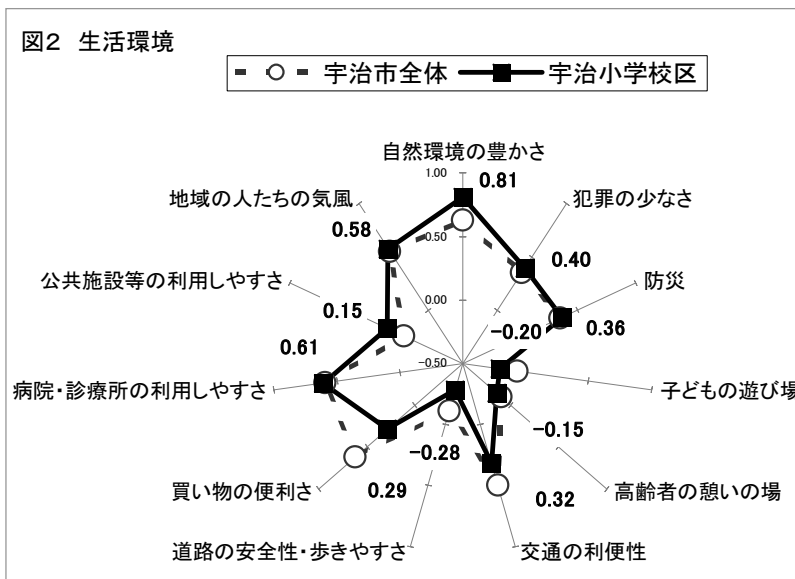 図2 生活環境
宇治市全体 宇治小学校区
自然環境の豊かさ
1.00
0.81
地域の人たちの気風
犯罪の少なさ
0.58
0.50
0.40
公共施設等の利用しやすさ
防災
0.15
0.00
-0.20
0.36
0.61
-0.50
病院・診療所の利用しやすさ
子どもの遊び場
-0.15
-0.28
買い物の便利さ
0.29
0.32
高齢者の憩いの場
道路の安全性・歩きやすさ
交通の利便性